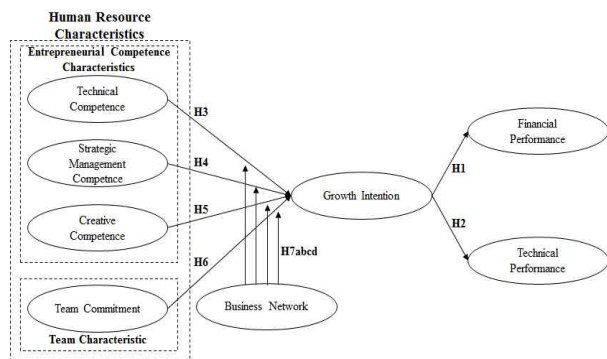 Human Resource
Characteristics
Entrepreneurial Competence
Characteristics
Technical
Competence
H3
Strategic
Management
Competnce
H4
Creative
Competence
H5
H6
Team Commitment
Team Characteristic
H7abcd
Business Network
Growth Intention
H1
H2
Financial
Performance
Technical
Performance